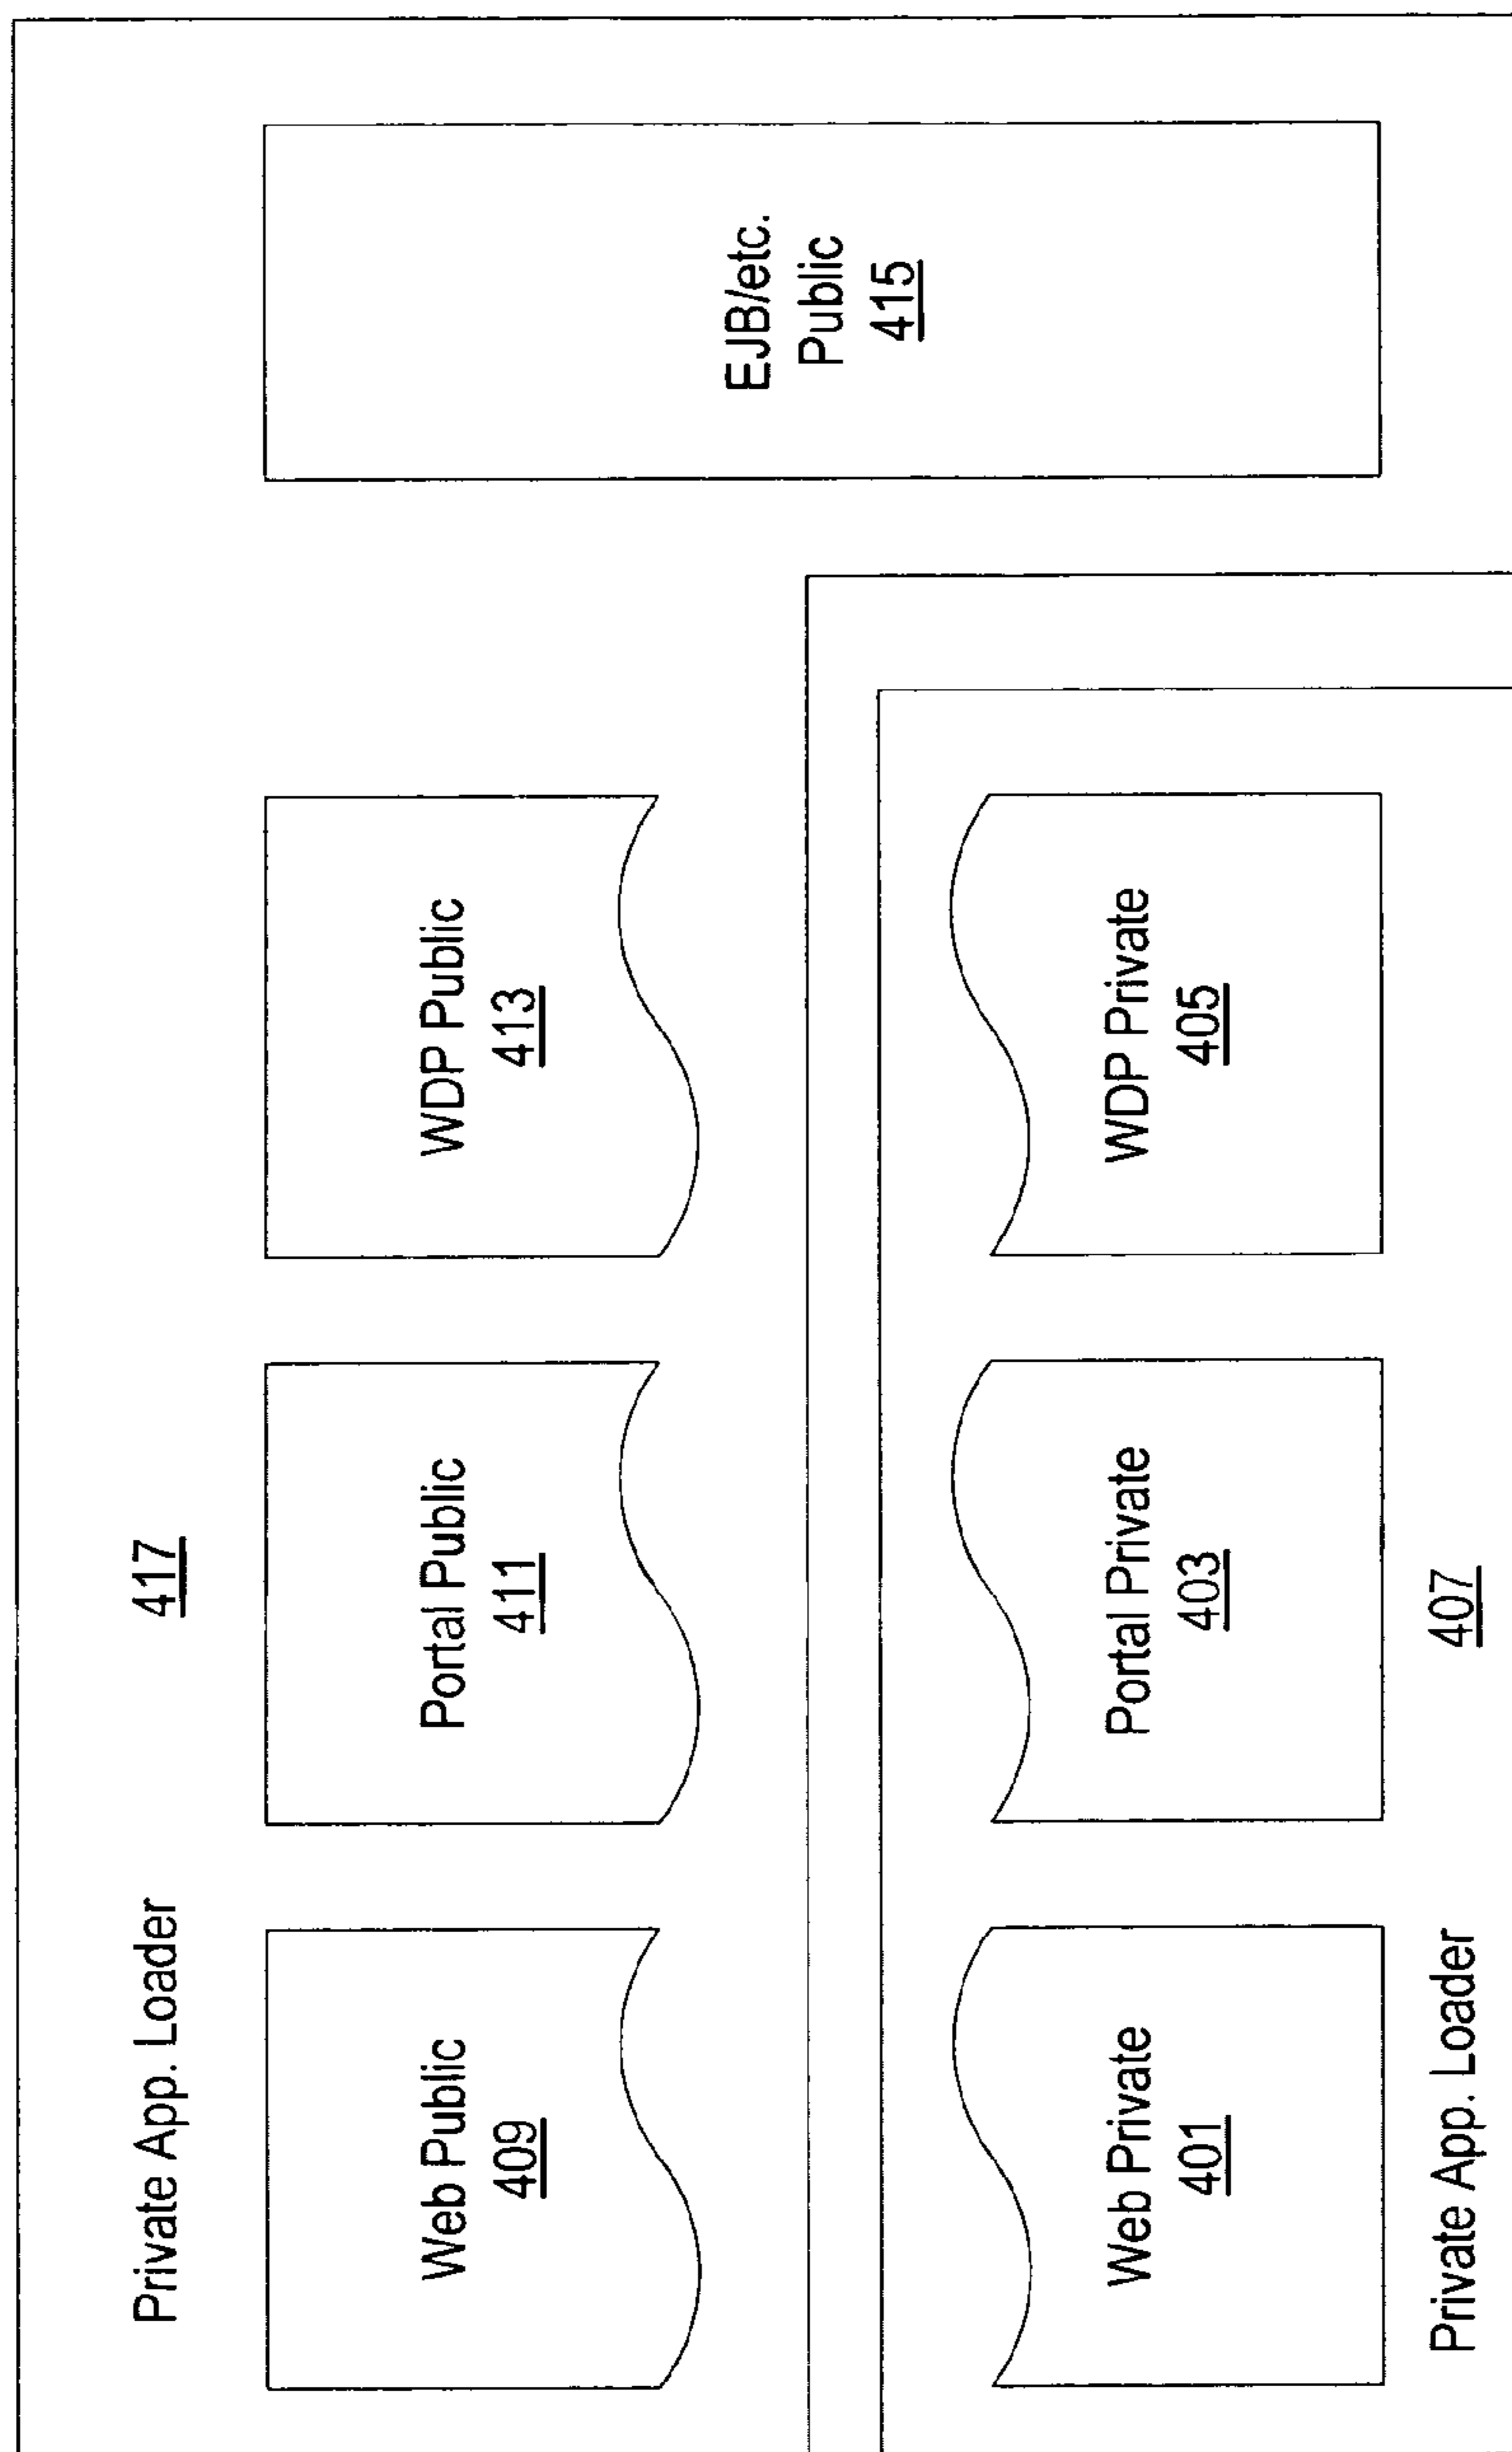 Private App. Loader
417
Web Public
409
Portal Public
411
WDP Public
413
EJB/etc.
Public
415
Web Private
401
Portal Private
403
WDP Private
405
Private App. Loader
407